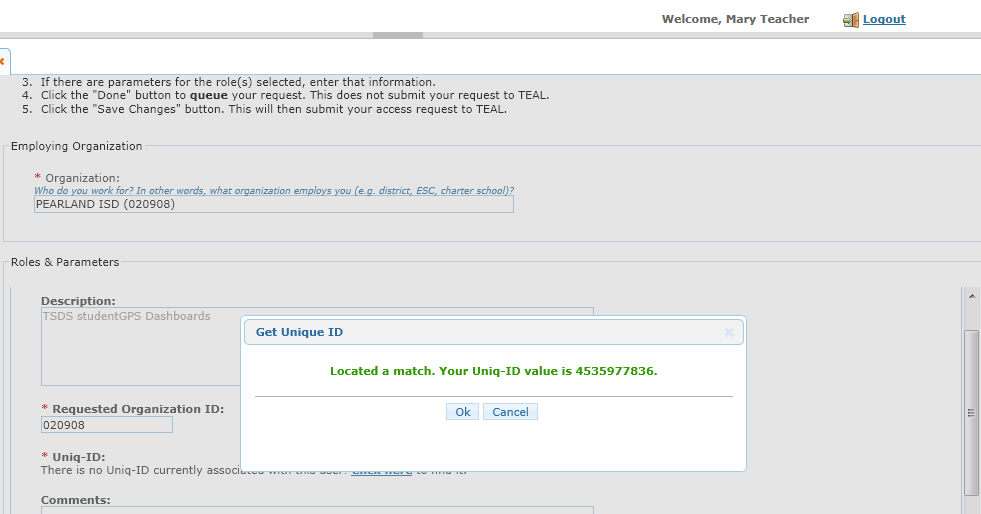 Welcome, Mary Teacher Logout
3. If there are parameters for the role(s) selected, enter that information.
4. Click the "Done" button to queue your request. This does not submit your request to TEAL.
5. Click the "Save Changes" button. This will then submit your access request to TEAL.
Employing Organization
* Organization:
Who do you work for? In other words, what organization employs you (e.g. district, ESC, charter school)?
PEARLAND ISD (020908)
Roles & Parameters
Description:
TSDS studentGPS Dashboards
Get Unique ID
Located a match. Your Uniq-ID value is 4535977836.
Ok Cancel
* Requested Organization ID:
020908
* Uniq-ID:
There is no Uniq-ID currently associated with this user. Click here to find it.
Comments: